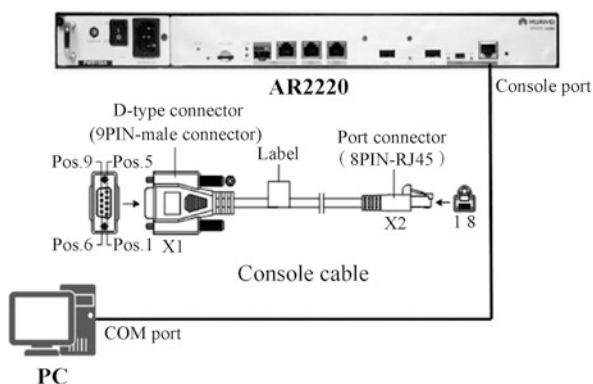 HUAWEI
AR2220
Console port
D-type connector
(9PIN-male connector)
Label
Port connector
( 8PIN-RJ45 )
Pos.9
Pos.5
Pos.6
Pos.1
X1
X2
1 8
Console cable
COM port
PC